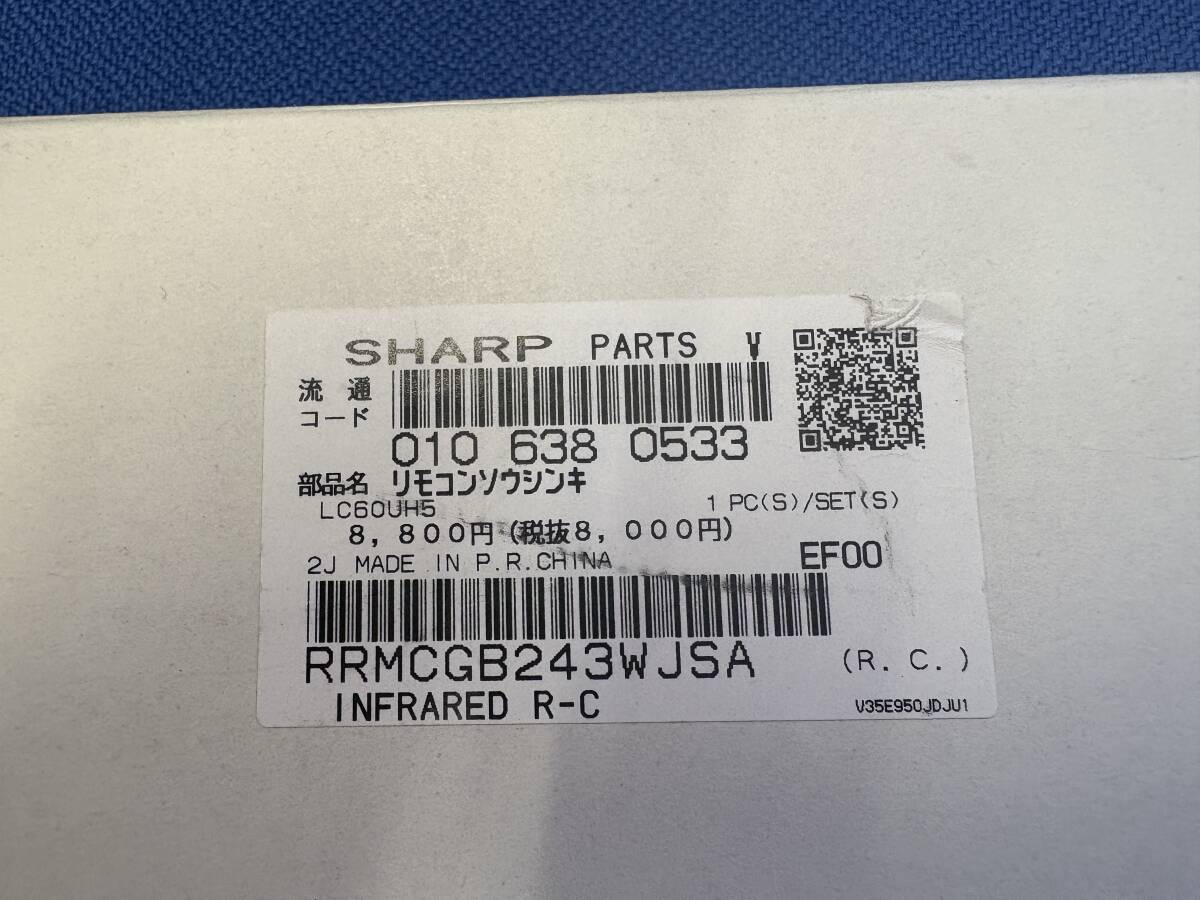 SHARP PARTS V
流通
コード
010 638 0533
部品名 リモコンソウシンキ
LC60UH5 1 PC(S)/SET(S)
8,800円(税抜8,000円)
2J MADE IN P.R.CHINA EF00
RRMCGB243WJSA (R.C.)
INFRARED R-C V35E950JDJU1